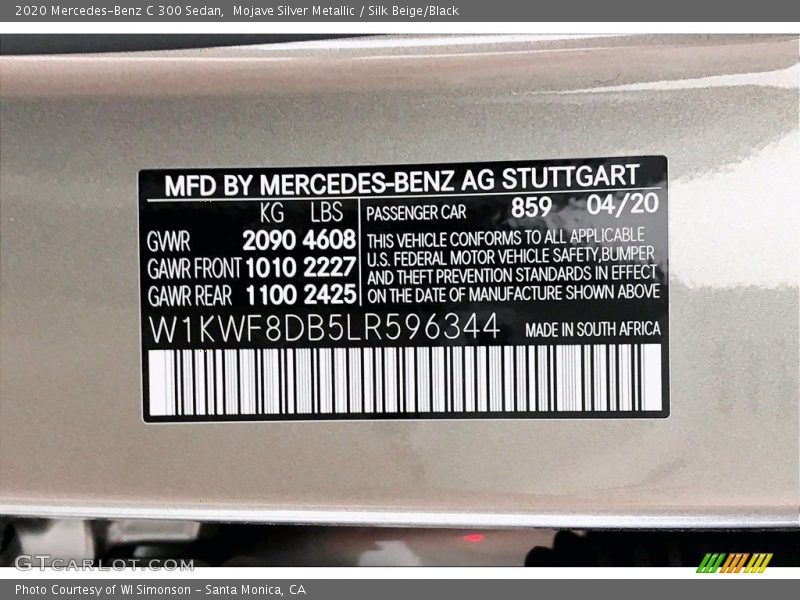 2020 Mercedes-Benz C 300 Sedan, Mojave Silver Metallic / Silk Beige/Black
MFD BY MERCEDES-BENZ AG STUTTGART
KG LBS
GVWR 2090 4608
GAWR FRONT 1010 2227
GAWR REAR 1100 2425
PASSENGER CAR 859 04/20
THIS VEHICLE CONFORMS TO ALL APPLICABLE
U.S. FEDERAL MOTOR VEHICLE SAFETY,BUMPER
AND THEFT PREVENTION STANDARDS IN EFFECT
ON THE DATE OF MANUFACTURE SHOWN ABOVE
W1KWF8DB5LR596344 MADE IN SOUTH AFRICA
GTCARLOT.COM
Photo Courtesy of WI Simonson - Santa Monica, CA